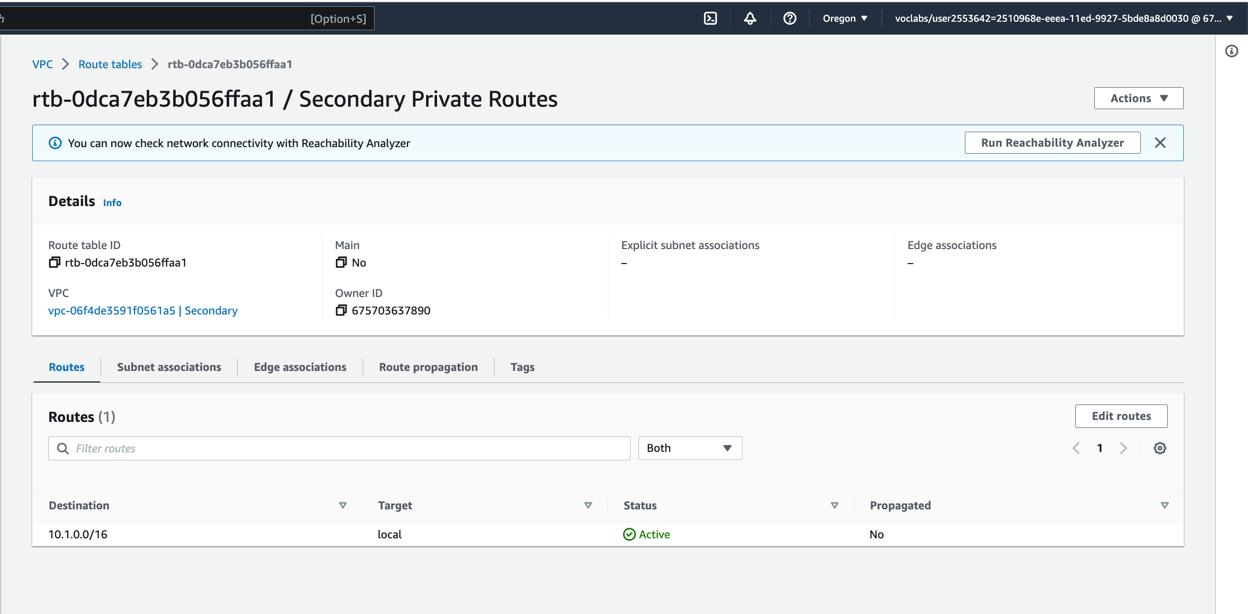 [Option+S]
Oregon ▼
voclabs/user2553642=2510968e-eeea-11ed-9927-5bde8a8d0030 @ 67... ▼
VPC > Route tables > rtb-0dca7eb3b056ffaa1
rtb-0dca7eb3b056ffaa1 / Secondary Private Routes
Actions ▼
You can now check network connectivity with Reachability Analyzer
Run Reachability Analyzer
Details Info
Route table ID
rtb-0dca7eb3b056ffaa1
Main
No
Explicit subnet associations
–
Edge associations
–
VPC
vpc-06f4de3591f0561a5 | Secondary
Owner ID
675703637890
Routes
Subnet associations
Edge associations
Route propagation
Tags
Routes (1)
Edit routes
Filter routes
Both
1
Destination
Target
Status
Propagated
10.1.0.0/16
local
Active
No